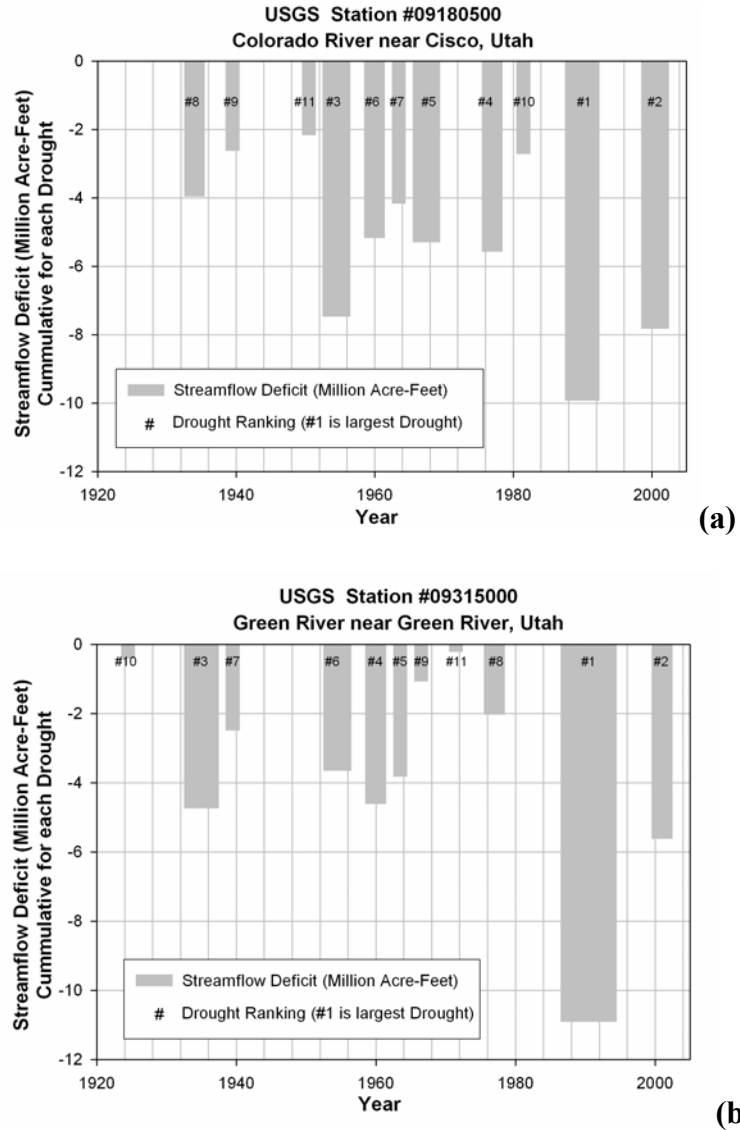 USGS  Station #09180500
Colorado River near Cisco, Utah
Streamflow Deficit (Million Acre-Feet)
Cummulative for each Drought
0
-2
-4
-6
-8
-10
-12
#8 #9 #11 #3 #6 #7 #5 #4 #10 #1 #2
Streamflow Deficit (Million Acre-Feet)
# Drought Ranking (#1 is largest Drought)
1920 1940 1960 1980 2000
Year
(a)
USGS  Station #09315000
Green River near Green River, Utah
Streamflow Deficit (Million Acre-Feet)
Cummulative for each Drought
0
-2
-4
-6
-8
-10
-12
#10 #3 #7 #6 #4 #5 #9 #11 #8 #1 #2
Streamflow Deficit (Million Acre-Feet)
# Drought Ranking (#1 is largest Drought)
1920 1940 1960 1980 2000
Year
(b